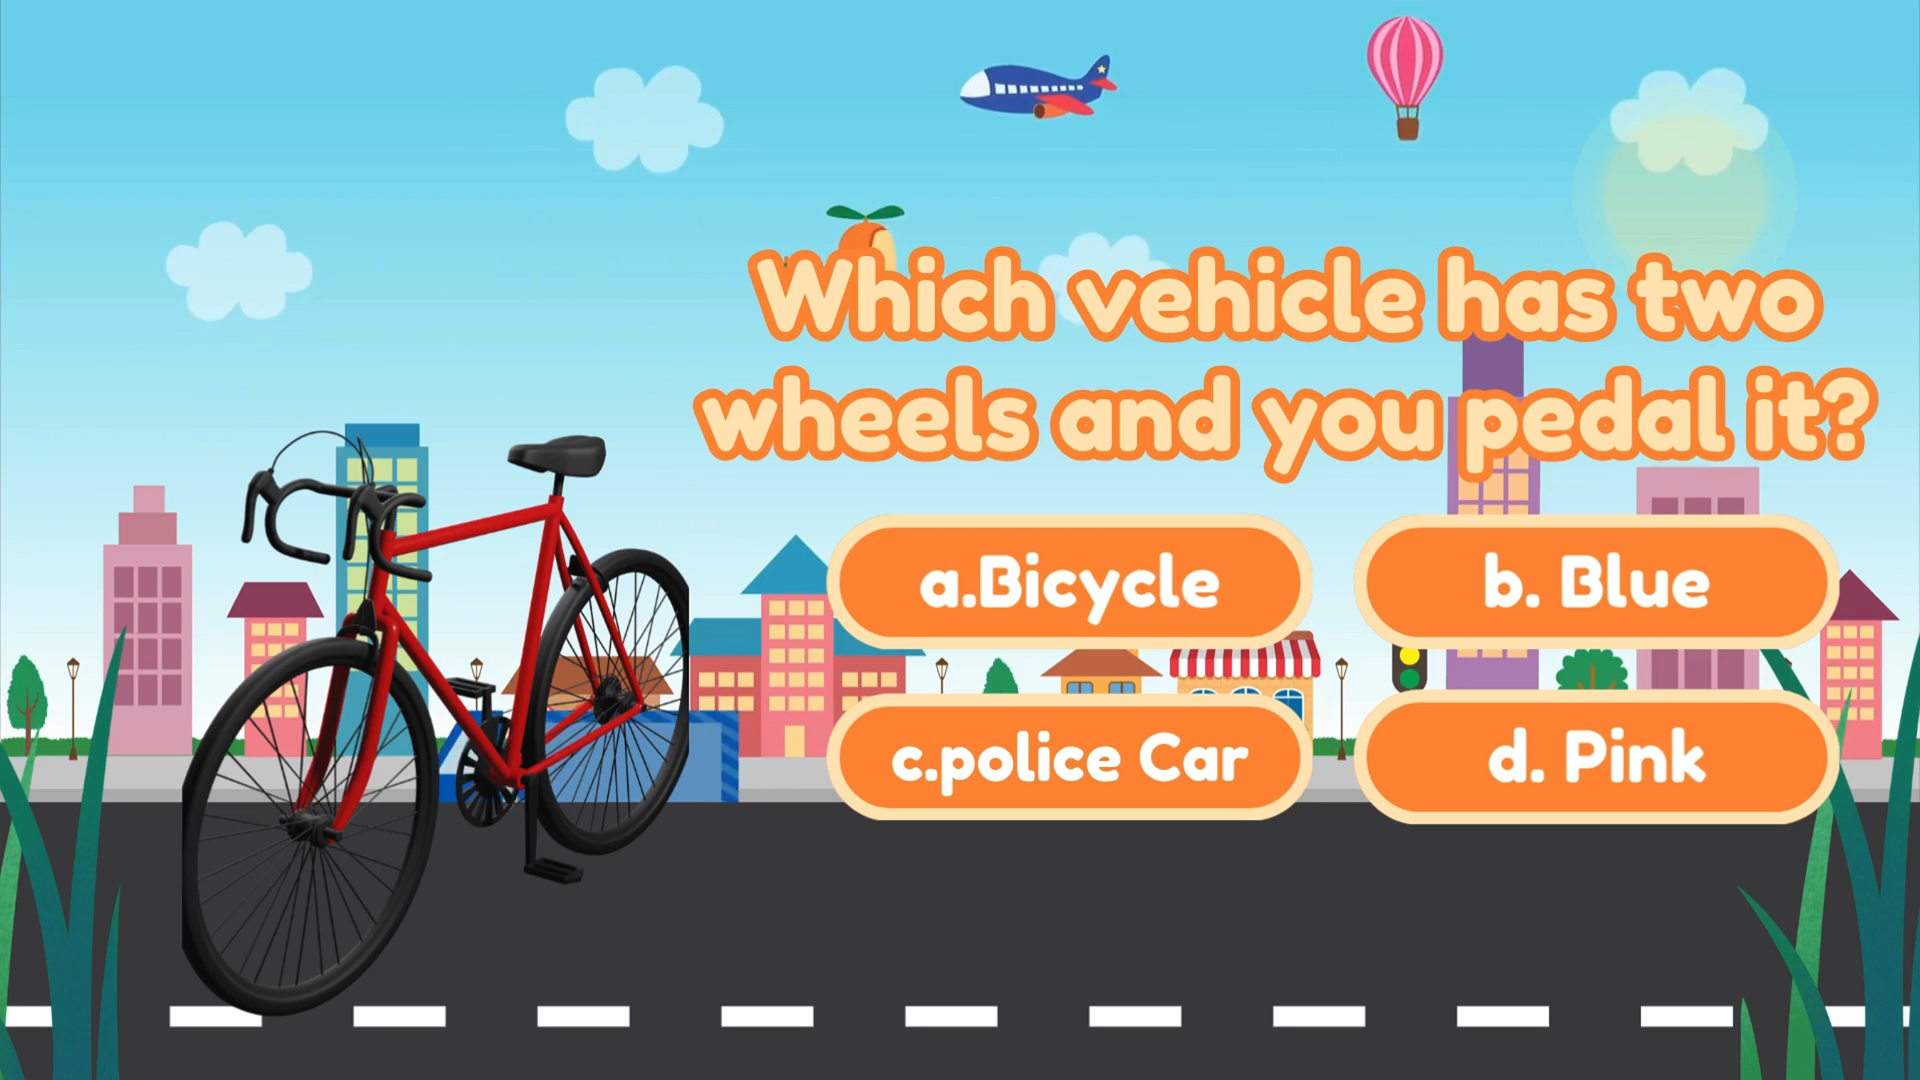 Which vehicle has two
wheels and you pedal it?
a.Bicycle
b. Blue
c.police Car
d. Pink